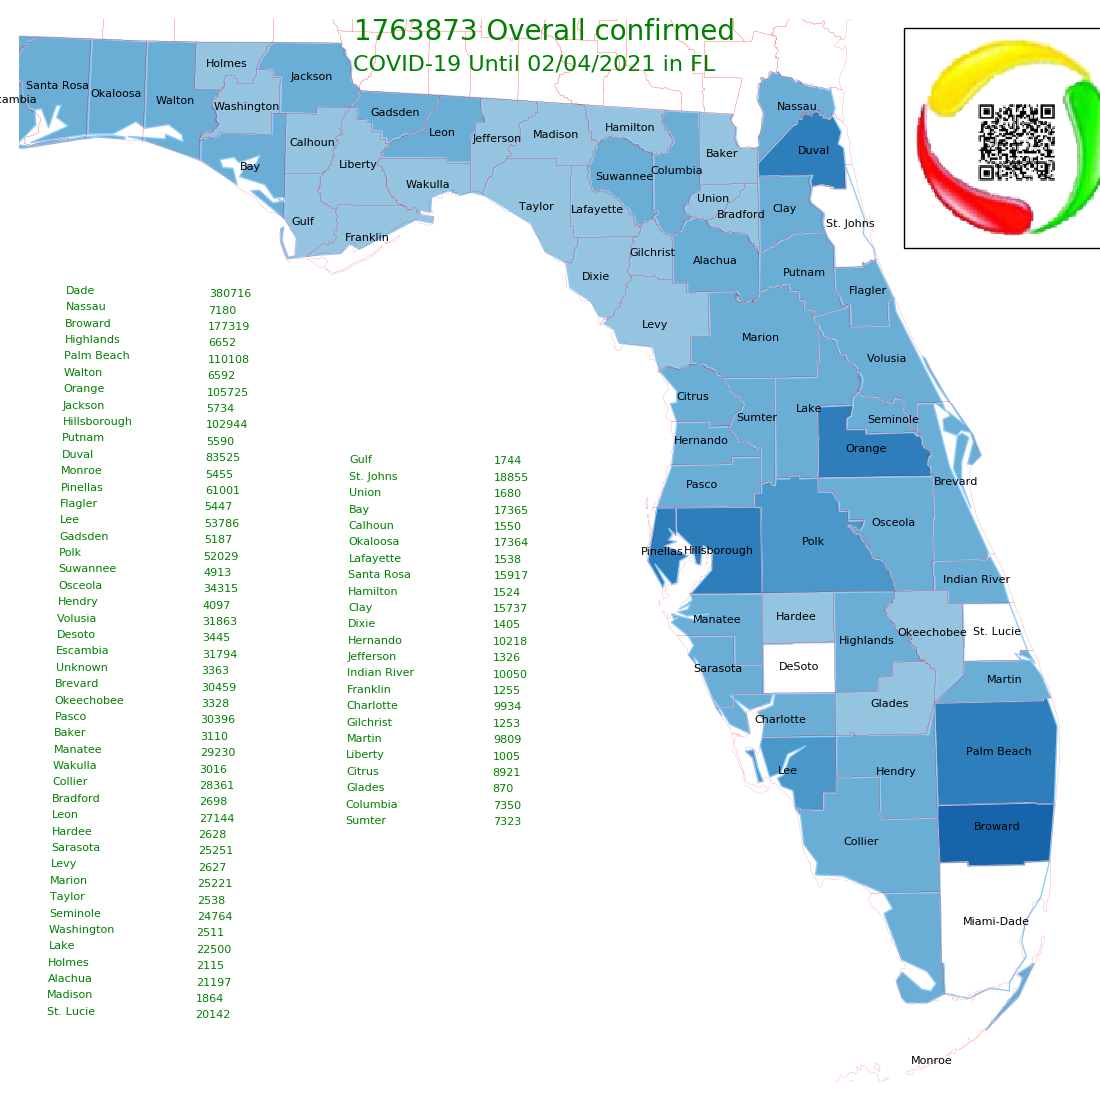 1763873 Overall confirmed
COVID-19 Until 02/04/2021 in FL
Holmes
Jackson
Santa Rosa
Okaloosa
Walton
Washington
cambia
Gadsden
Leon
Jefferson
Madison
Hamilton
Nassau
Duval
Baker
Calhoun
Liberty
Bay
Wakulla
Suwannee
Columbia
Union
Bradford
Clay
St. Johns
Taylor
Lafayette
Gulf
Franklin
Gilchrist
Alachua
Putnam
Dixie
Flagler
Levy
Marion
Volusia
Citrus
Sumter
Lake
Seminole
Hernando
Orange
Brevard
Pasco
Osceola
Pinellas
Hillsborough
Polk
Indian River
Manatee
Hardee
Highlands
Okeechobee
St. Lucie
Sarasota
DeSoto
Martin
Glades
Charlotte
Palm Beach
Lee
Hendry
Broward
Collier
Miami-Dade
Monroe
Dade 380716
Nassau 7180
Broward 177319
Highlands 6652
Palm Beach 110108
Walton 6592
Orange 105725
Jackson 5734
Hillsborough 102944
Putnam 5590
Duval 83525
Monroe 5455
Pinellas 61001
Flagler 5447
Lee 53786
Gadsden 5187
Polk 52029
Suwannee 4913
Osceola 34315
Hendry 4097
Volusia 31863
Desoto 3445
Escambia 31794
Unknown 3363
Brevard 30459
Okeechobee 3328
Pasco 30396
Baker 3110
Manatee 29230
Wakulla 3016
Collier 28361
Bradford 2698
Leon 27144
Hardee 2628
Sarasota 25251
Levy 2627
Marion 25221
Taylor 2538
Seminole 24764
Washington 2511
Lake 22500
Holmes 2115
Alachua 21197
Madison 1864
St. Lucie 20142
Gulf 1744
St. Johns 18855
Union 1680
Bay 17365
Calhoun 1550
Okaloosa 17364
Lafayette 1538
Santa Rosa 15917
Hamilton 1524
Clay 15737
Dixie 1405
Hernando 10218
Jefferson 1326
Indian River 10050
Franklin 1255
Charlotte 9934
Gilchrist 1253
Martin 9809
Liberty 1005
Citrus 8921
Glades 870
Columbia 7350
Sumter 7323